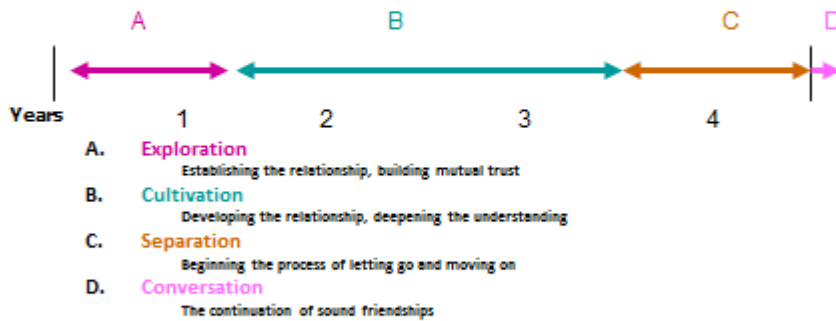 A B C D
Years 1 2 3 4
A. Exploration
Establishing the relationship, building mutual trust
B. Cultivation
Developing the relationship, deepening the understanding
C. Separation
Beginning the process of letting go and moving on
D. Conversation
The continuation of sound friendships